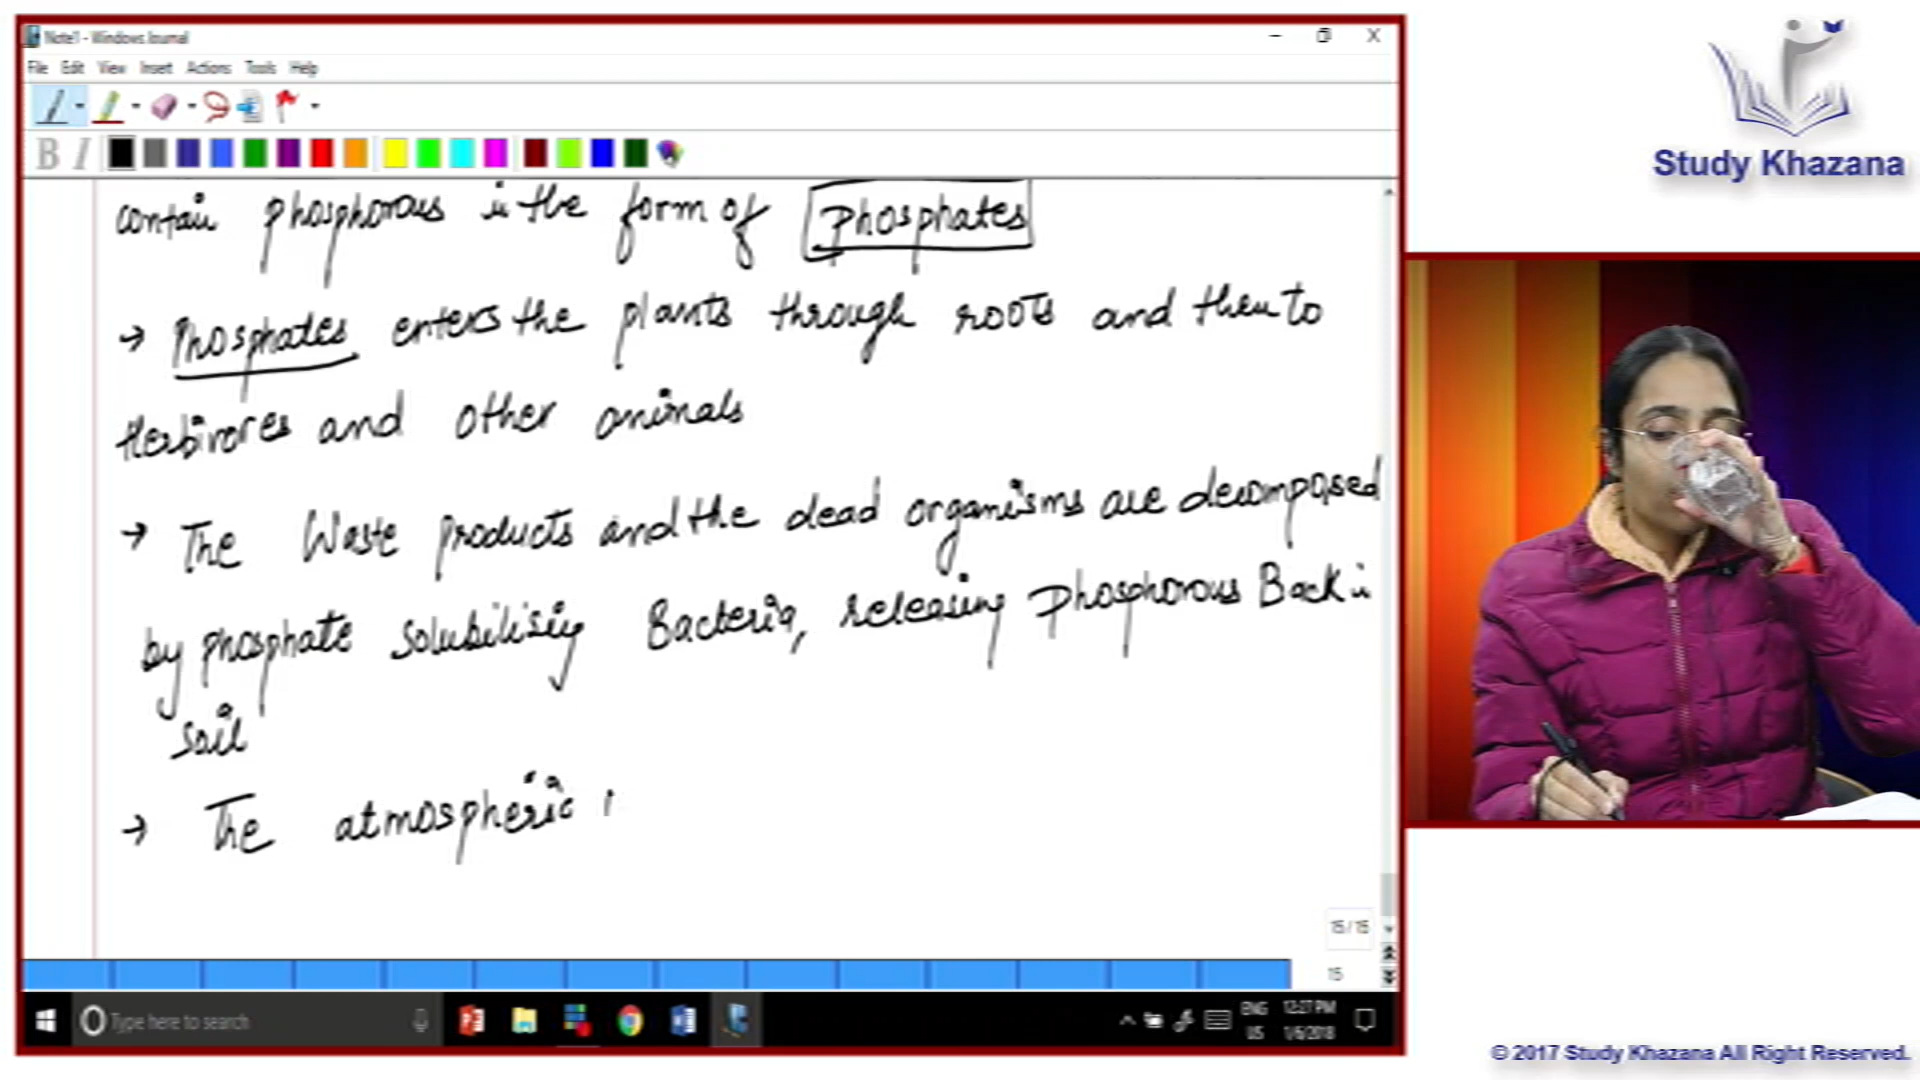 Note1 - Windows Journal
File Edit View Insert Actions Tools Help
B I
contain phosphorous in the form of phosphates
→ Phosphates enters the plants through roots and then to
Herbivores and other animals
→ The Waste products and the dead organisms are decomposed
by phosphate solubilising Bacteria, releasing phosphorous Back in
soil
→ The atmospheric
15/15
15
Type here to search
ENG
US
12:27 PM
1/6/2018
Study Khazana
© 2017 Study Khazana All Right Reserved.